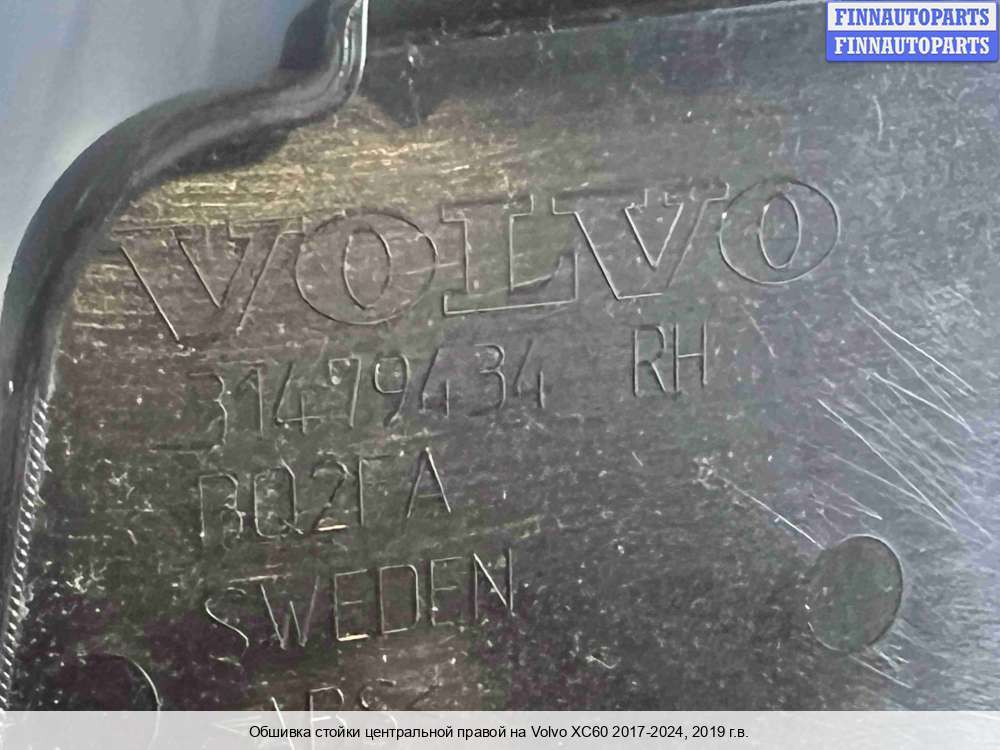 FINNAUTOPARTS
FINNAUTOPARTS
VOLVO
31479434 RH
BQ2FA
SWEDEN
Обшивка стойки центральной правой на Volvo XC60 2017-2024, 2019 г.в.